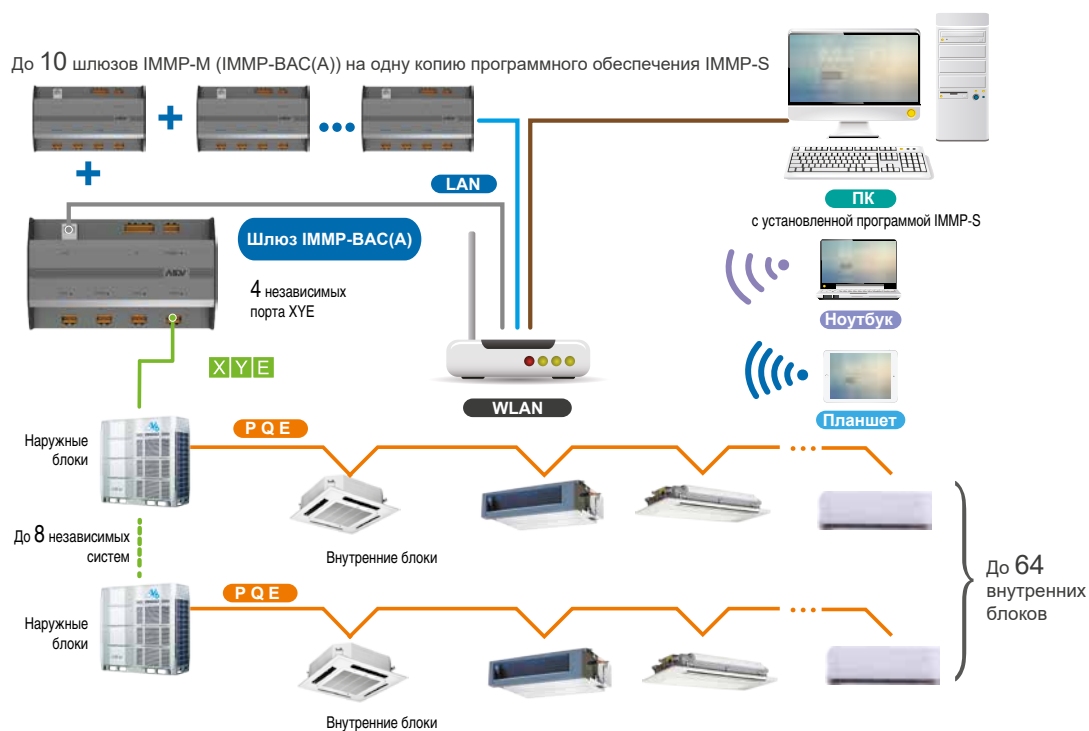 До 10 шлюзов IMMP-M (IMMP-BAC(A)) на одну копию программного обеспечения IMMP-S
LAN
ПК
с установленной программой IMMP-S
Шлюз IMMP-BAC(A)
4 независимых
порта XYE
Ноутбук
X Y E
WLAN
Планшет
Наружные
блоки
P Q E
Внутренние блоки
До 8 независимых
систем
До 64
внутренних
блоков
P Q E
Наружные
блоки
Внутренние блоки